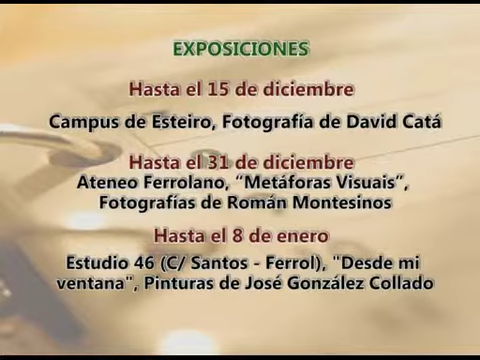 EXPOSICIONES
Hasta el 15 de diciembre
Campus de Esteiro, Fotografía de David Catá
Hasta el 31 de diciembre
Ateneo Ferrolano, “Metáforas Visuais”,
Fotografías de Román Montesinos
Hasta el 8 de enero
Estudio 46 (C/ Santos - Ferrol), "Desde mi
ventana", Pinturas de José González Collado